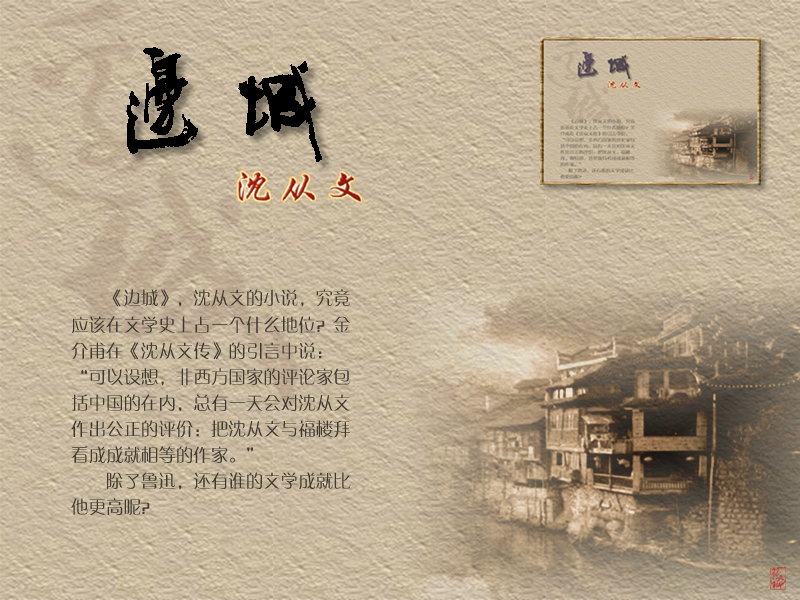 邊城
沈从文
《边城》，沈从文的小说，究竟
应该在文学史上占一个什么地位？金
介甫在《沈从文传》的引言中说：
“可以设想，非西方国家的评论家包
括中国的在内，总有一天会对沈从文
作出公正的评价：把沈从文与福楼拜
看成成就相等的作家。”
除了鲁迅，还有谁的文学成就比
他更高呢？
邊城
沈从文